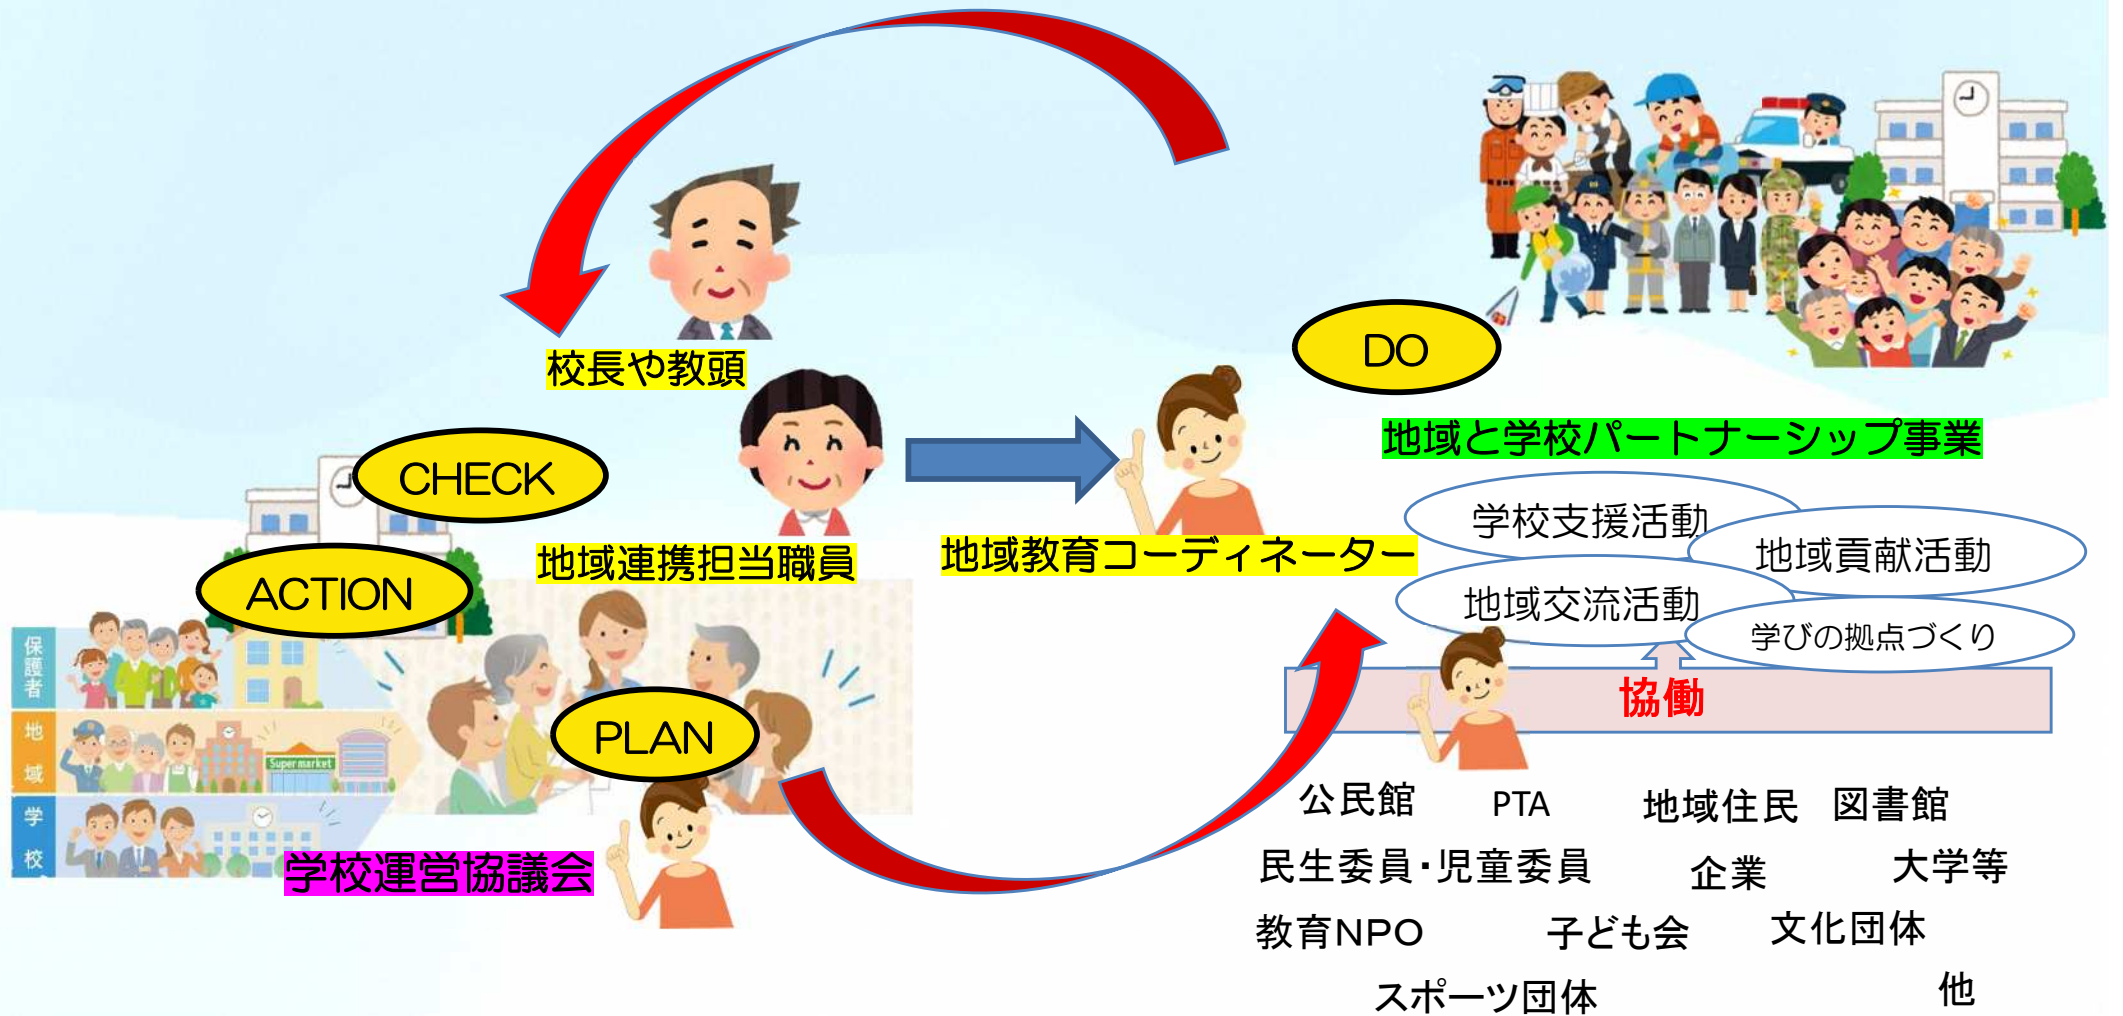 校長や教頭
DO
地域と学校パートナーシップ事業
CHECK
学校支援活動
地域貢献活動
地域連携担当職員
地域教育コーディネーター
ACTION
地域交流活動
学びの拠点づくり
保護者
協働
PLAN
地域
Supermarket
公民館 PTA 地域住民 図書館
学校
学校運営協議会
民生委員・児童委員 企業 大学等
教育NPO 子ども会 文化団体
スポーツ団体 他